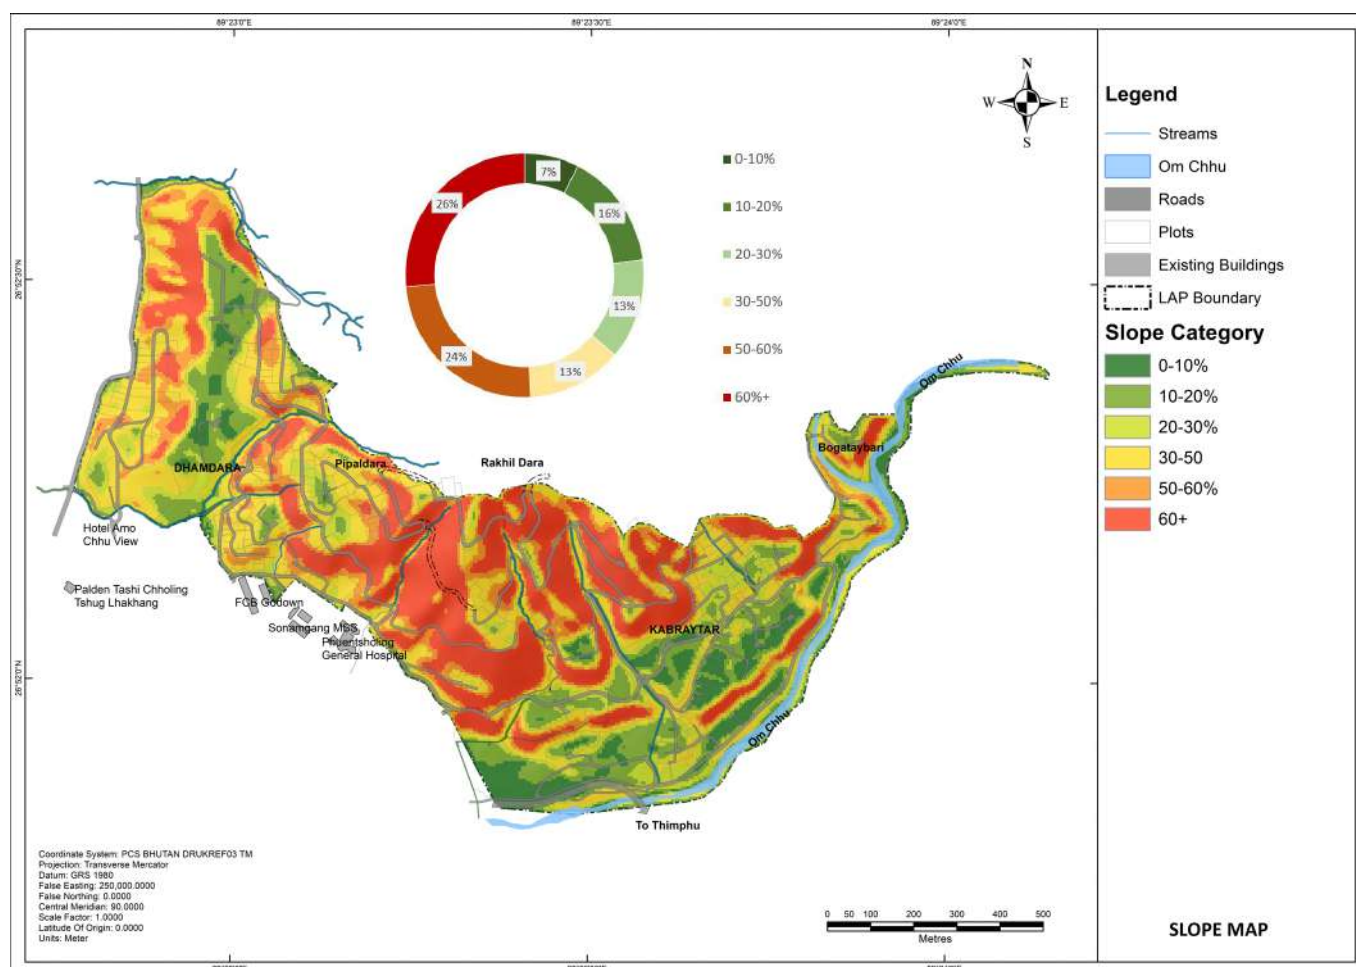 89°23'0"E
89°23'30"E
89°24'0"E
26°52'30"N
26°52'0"N
N
W
E
S
7%
16%
13%
13%
24%
26%
0-10%
10-20%
20-30%
30-50%
50-60%
60%+
Om Chhu
Bogataybari
DHAMDARA
Pipaldara
Rakhil Dara
Hotel Amo
Chhu View
Palden Tashi Chholing
Tshug Lhakhang
FCB Godown
Sonamgang MSS
Phuentsholing
General Hospital
KABRAYTAR
Om Chhu
To Thimphu
Coordinate System: PCS BHUTAN DRUKREF03 TM
Projection: Transverse Mercator
Datum: GRS 1980
False Easting: 250,000.0000
False Northing: 0.0000
Central Meridian: 90.0000
Scale Factor: 1.0000
Latitude Of Origin: 0.0000
Units: Meter
0 50 100 200 300 400 500
Metres
Legend
Streams
Om Chhu
Roads
Plots
Existing Buildings
LAP Boundary
Slope Category
0-10%
10-20%
20-30%
30-50
50-60%
60+
SLOPE MAP